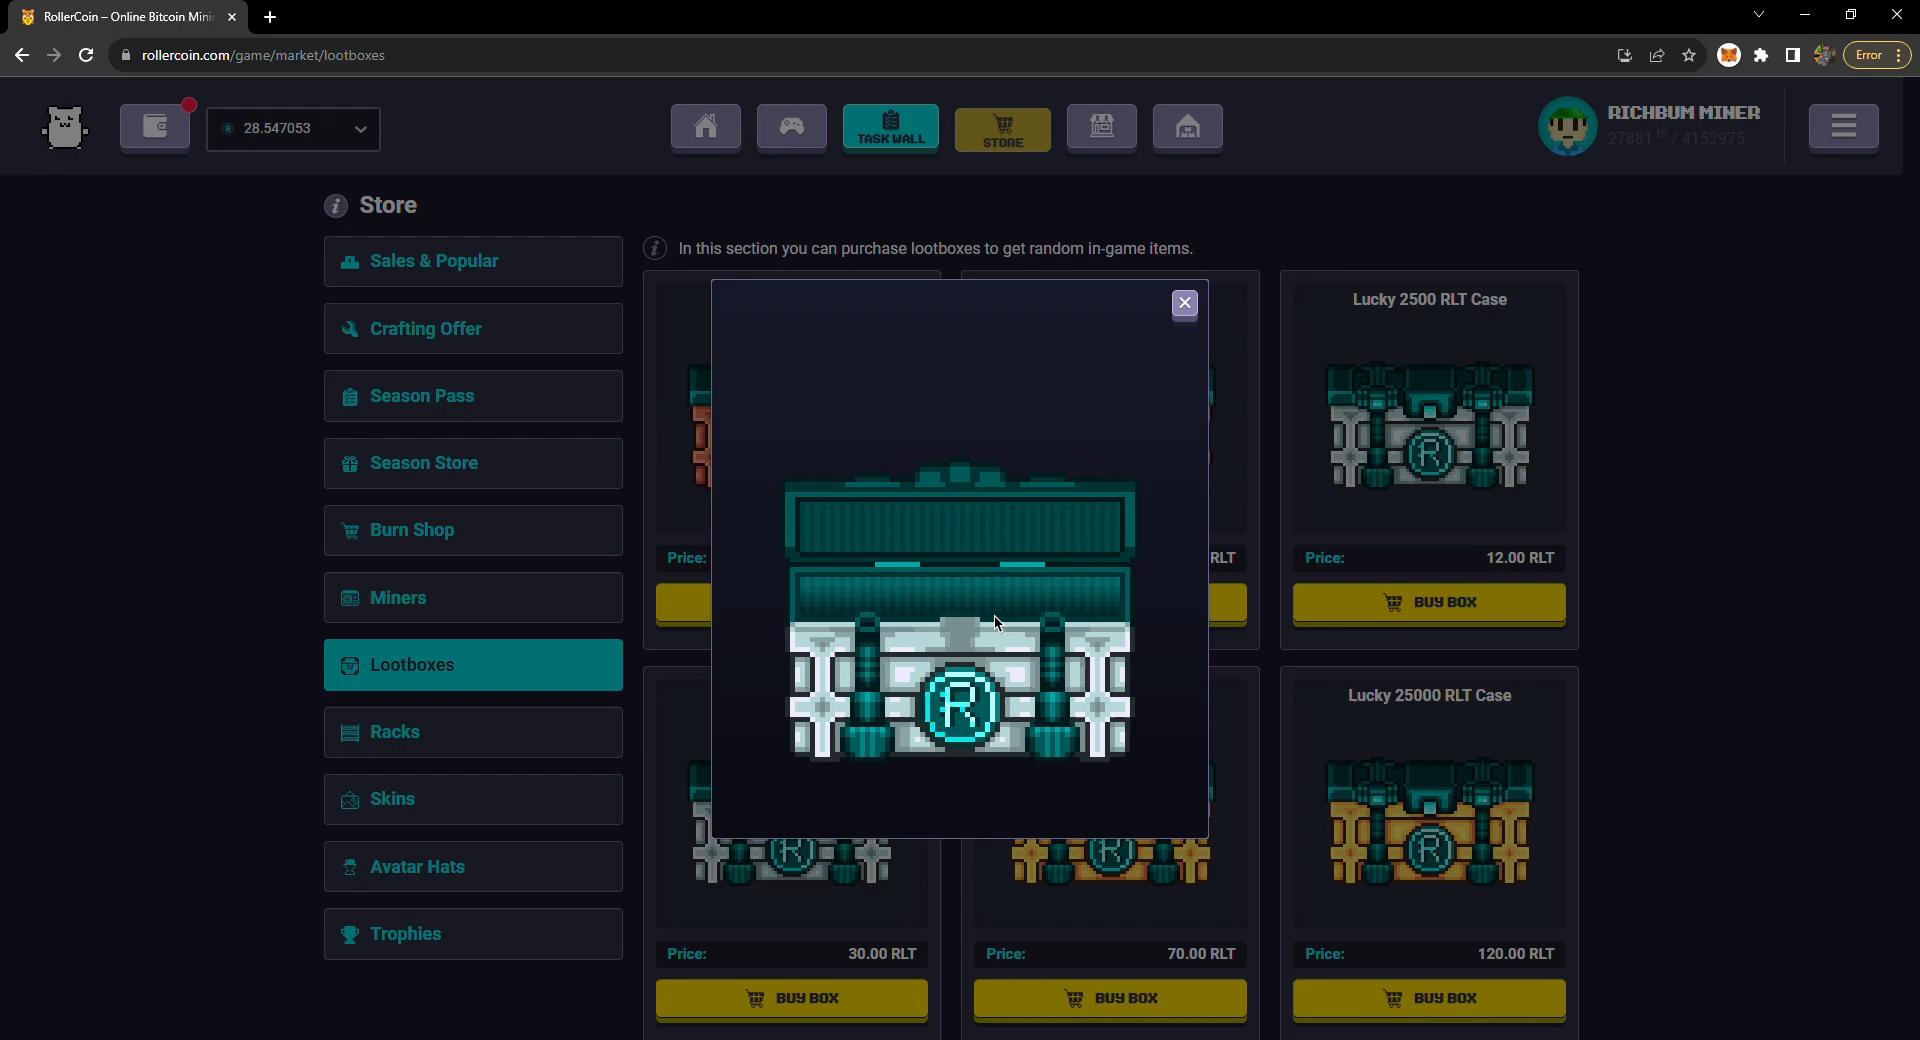 RollerCoin – Online Bitcoin Mini
rollercoin.com/game/market/lootboxes
Error
28.547053
TASK WALL
STORE
RICHBUM MINER
27881 th / 4152975
Store
Sales & Popular
Crafting Offer
Season Pass
Season Store
Burn Shop
Miners
Lootboxes
Racks
Skins
Avatar Hats
Trophies
In this section you can purchase lootboxes to get random in-game items.
Lucky 2500 RLT Case
R
R
Price:
RLT
Price:
12.00 RLT
BUY BOX
Lucky 25000 RLT Case
R
R
R
Price:
30.00 RLT
Price:
70.00 RLT
Price:
120.00 RLT
BUY BOX
BUY BOX
BUY BOX